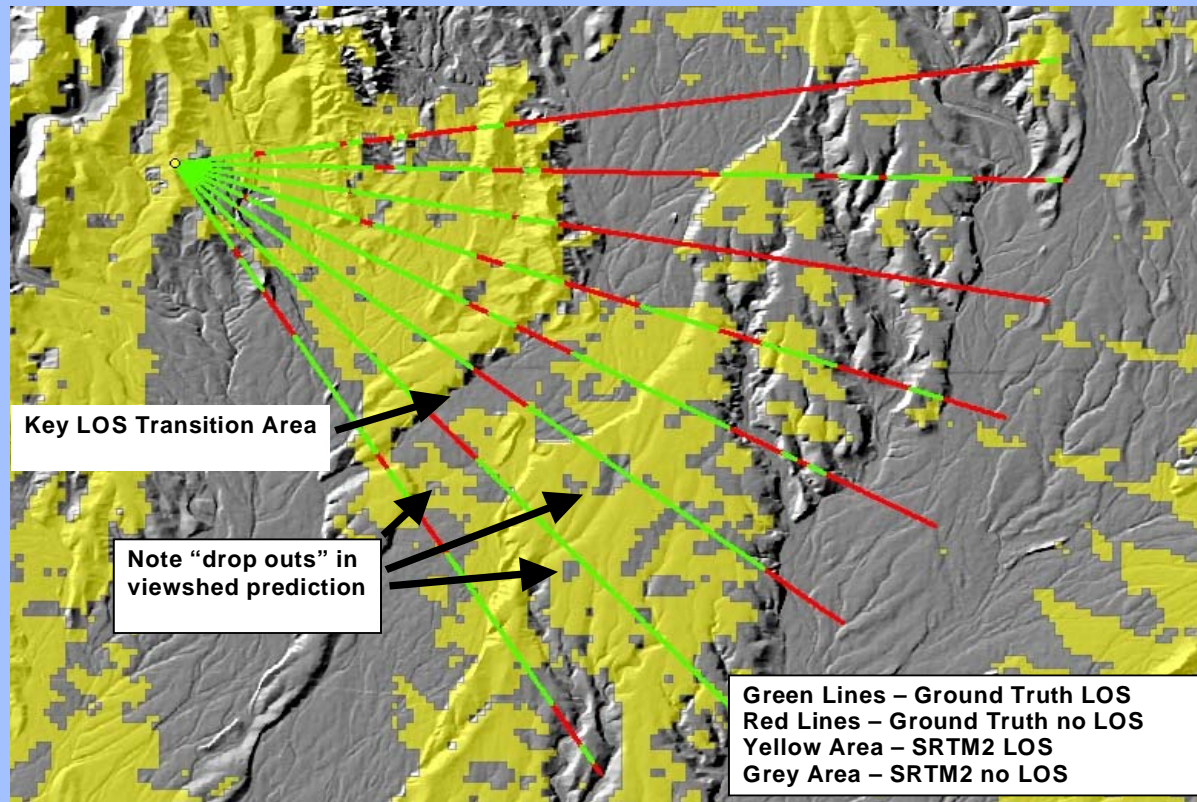 Key LOS Transition Area
Note “drop outs” in
viewshed prediction
Green Lines – Ground Truth LOS
Red Lines – Ground Truth no LOS
Yellow Area – SRTM2 LOS
Grey Area – SRTM2 no LOS